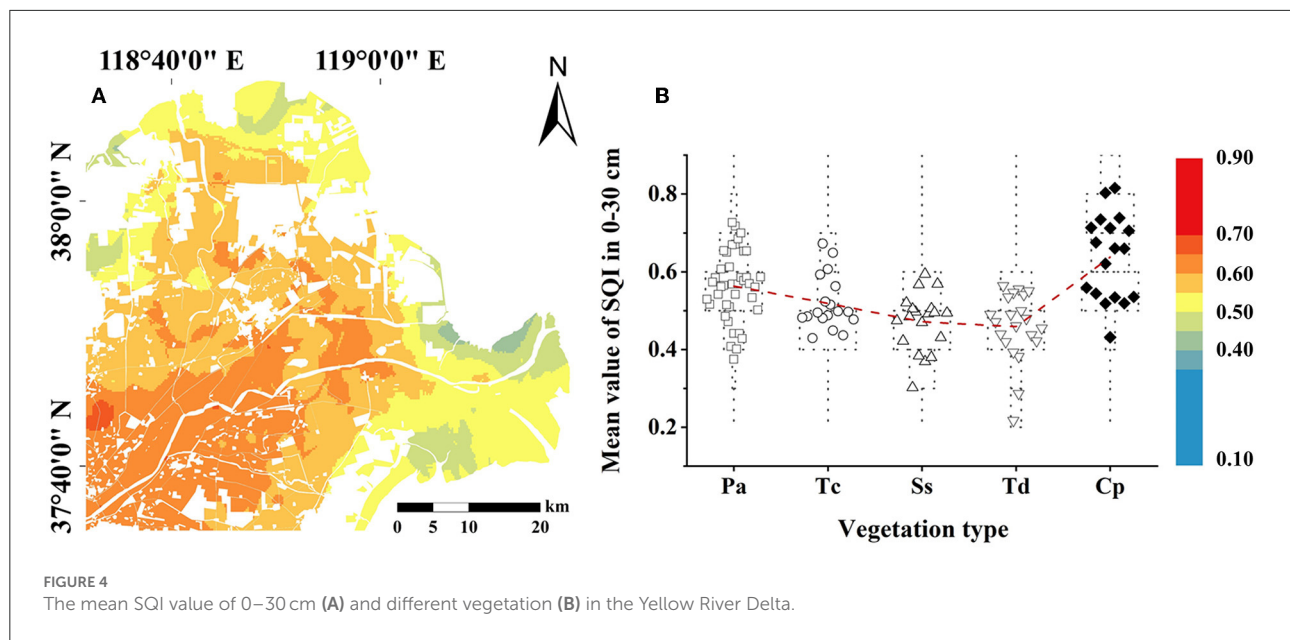 118°40'0" E 119°0'0" E
A
N
38°0'0" N
37°40'0" N
km
0 5 10 20
B
Mean value of SQI in 0-30 cm
0.8
0.6
0.4
0.2
Pa Tc Ss Td Cp
Vegetation type
0.90
0.70
0.60
0.50
0.40
0.10
FIGURE 4
The mean SQI value of 0–30 cm (A) and different vegetation (B) in the Yellow River Delta.